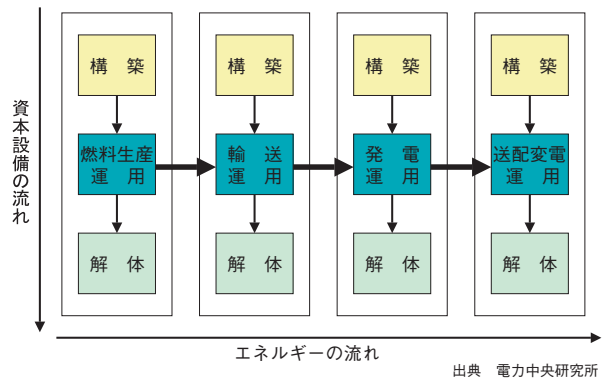 構 築
構 築
構 築
構 築
資本設備の流れ
燃料生産
運 用
輸 送
運 用
発 電
運 用
送配変電
運 用
解 体
解 体
解 体
解 体
エネルギーの流れ
出典 電力中央研究所